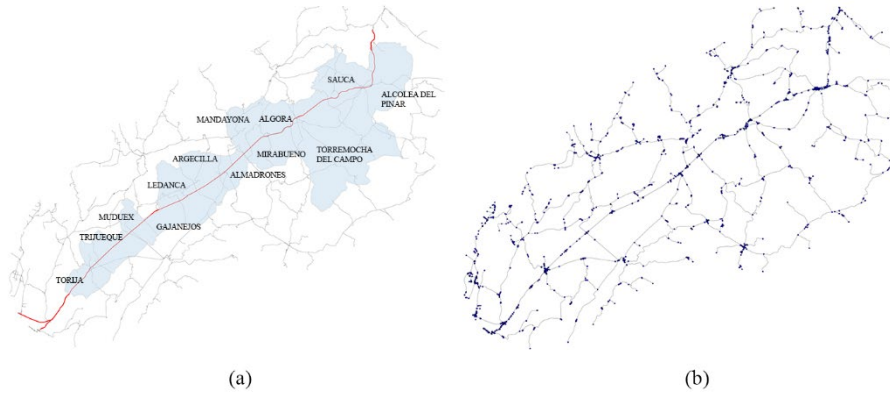 SAUCA
ALCOLEA DEL
PINAR
MANDAYONA
ALGORA
MIRABUENO
TORREMOCHA
DEL CAMPO
ARGECILLA
ALMADRONES
LEDANCA
MUDUEX
GAJANEJOS
TRIJUEQUE
TORIJA
(a)
(b)